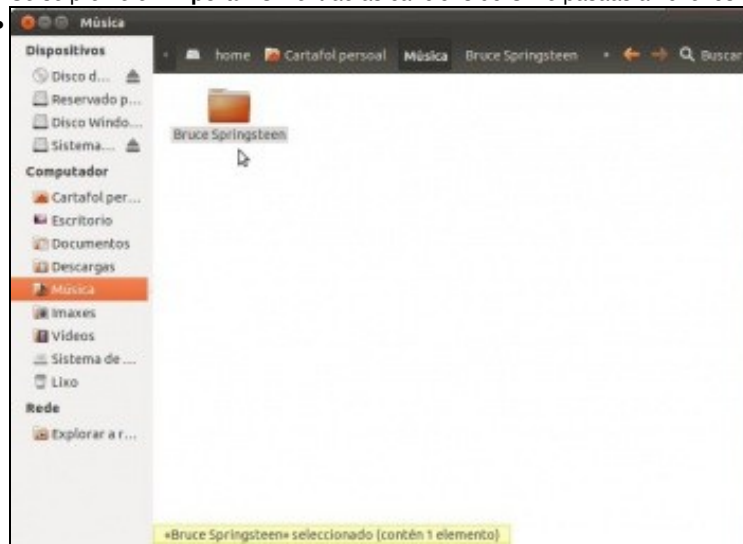 Música
Dispositivos
home Cartafol persoal Música Bruce Springsteen Buscar
Disco d...
Reservado p...
Disco Windo...
Sistema...
Bruce Springsteen
Computador
Cartafol per...
Escritorio
Documentos
Descargas
Música
Imaxes
Vídeos
Sistema de ...
Lixo
Rede
Explorar a r...
«Bruce Springsteen» seleccionado (contén 1 elemento)